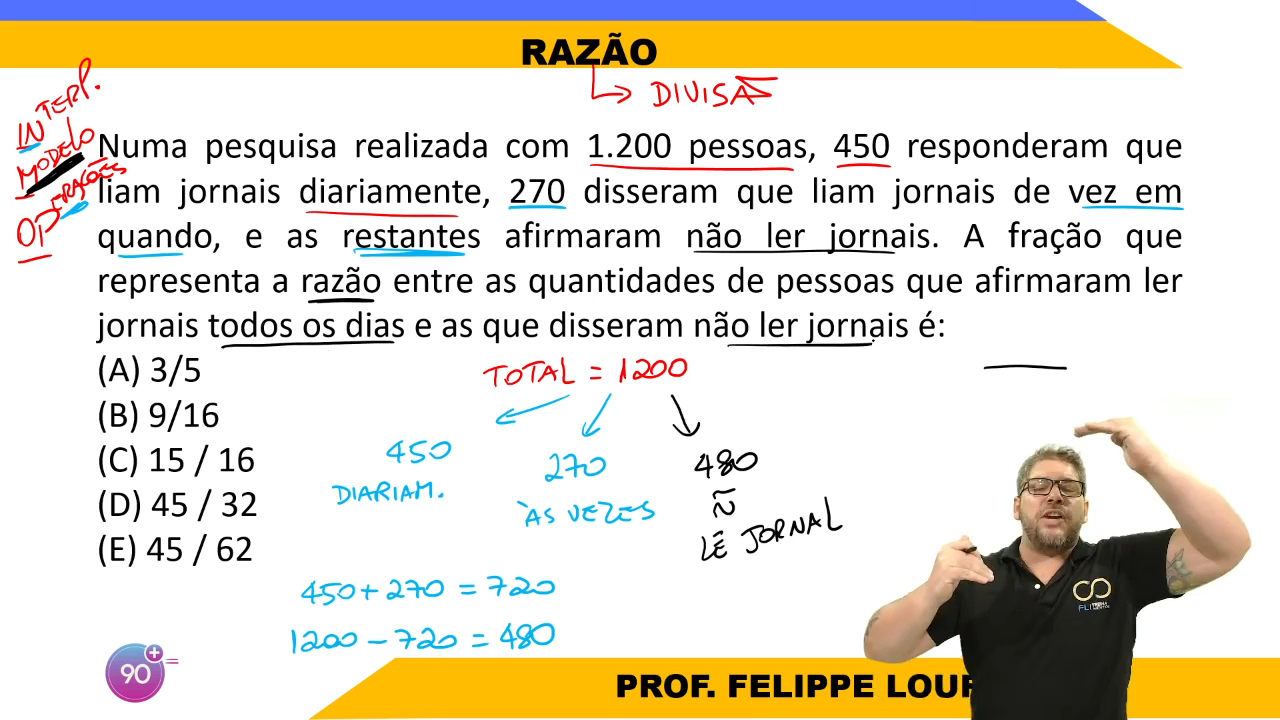 RAZÃO
DIVISÃO
INTERP.
MODELO
OPERAÇÕES
Numa pesquisa realizada com 1.200 pessoas, 450 responderam que
liam jornais diariamente, 270 disseram que liam jornais de vez em
quando, e as restantes afirmaram não ler jornais. A fração que
representa a razão entre as quantidades de pessoas que afirmaram ler
jornais todos os dias e as que disseram não ler jornais é:
(A) 3/5
(B) 9/16
(C) 15 / 16
(D) 45 / 32
(E) 45 / 62
TOTAL = 1200
450
DIARIAM.
270
ÀS VEZES
480
Ñ
LÊ JORNAL
450 + 270 = 720
1200 - 720 = 480
90+
PROF. FELIPPE LOUR
FLI